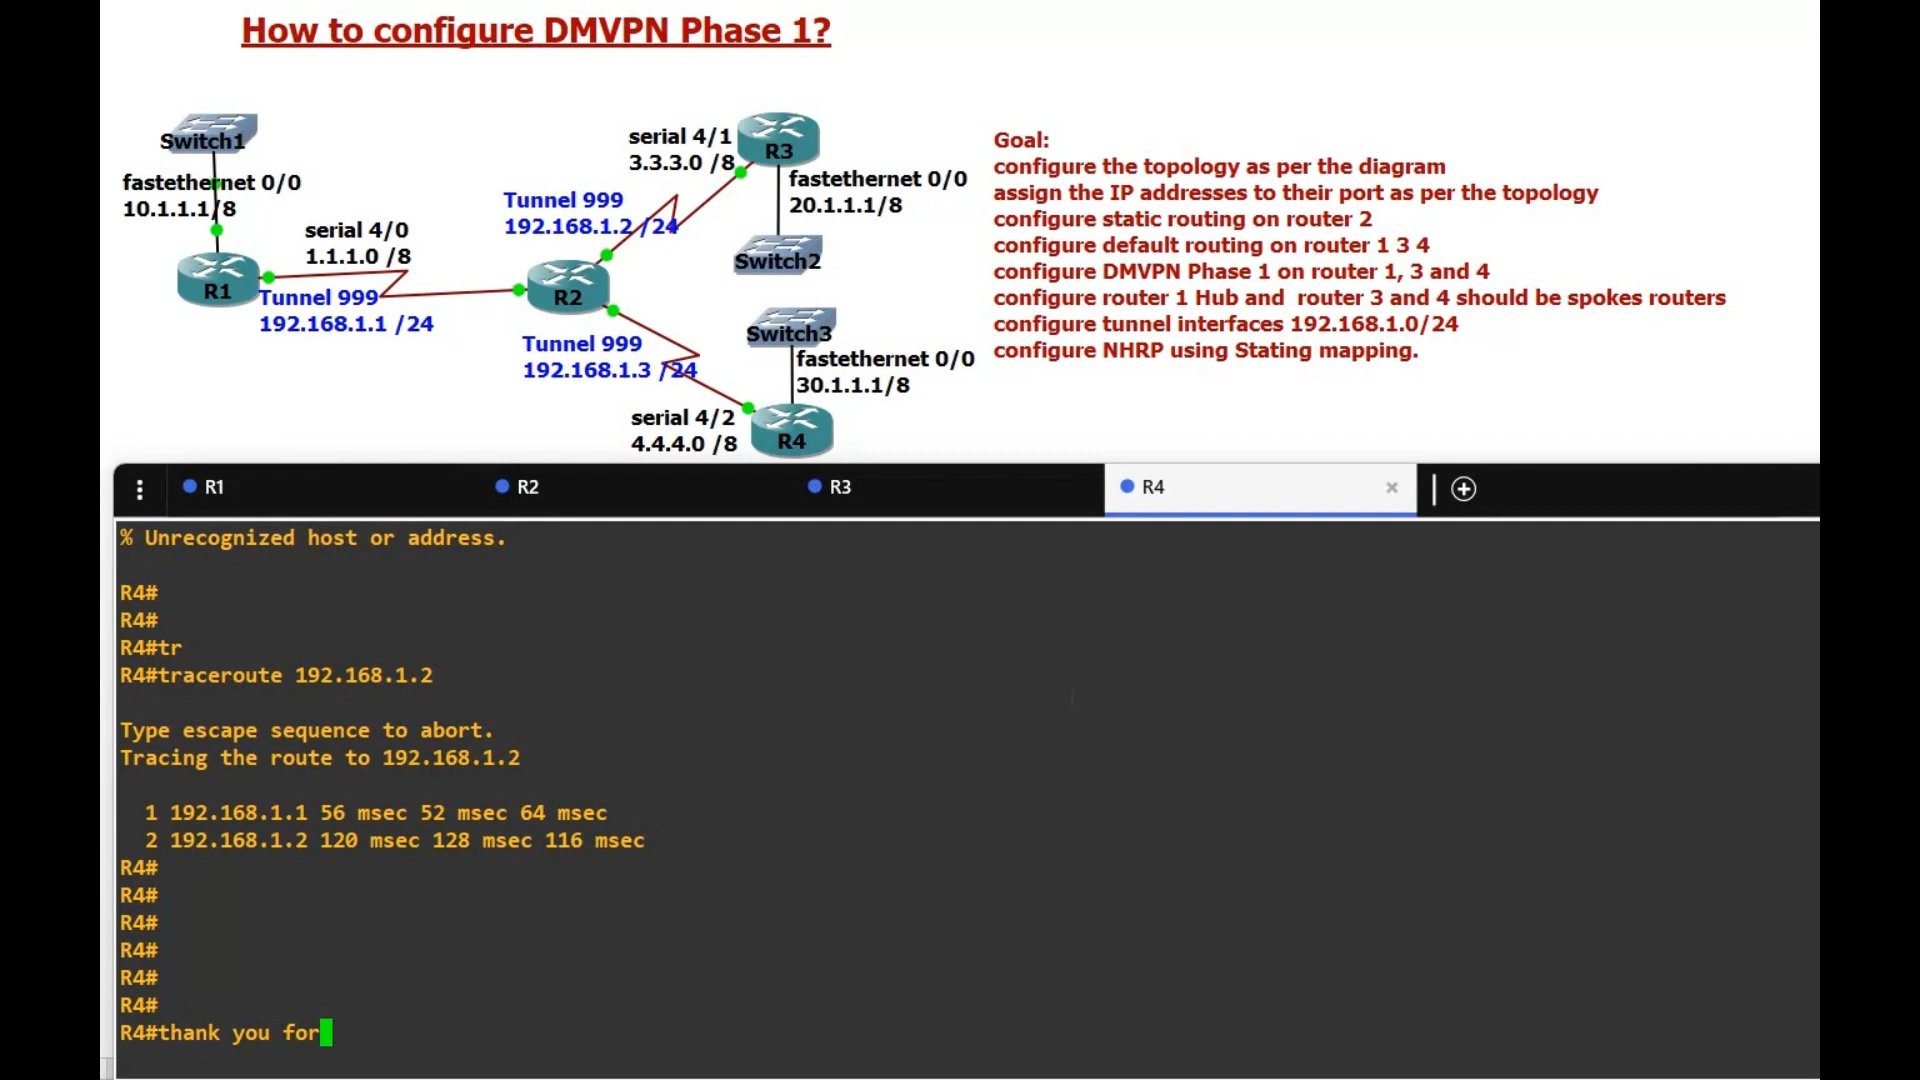 How to configure DMVPN Phase 1?
Switch1
fastethernet 0/0
10.1.1.1/8
serial 4/0
1.1.1.0 /8
R1
Tunnel 999
192.168.1.1 /24
Tunnel 999
192.168.1.2 /24
R2
serial 4/1
3.3.3.0 /8
R3
fastethernet 0/0
20.1.1.1/8
Switch2
Tunnel 999
192.168.1.3 /24
Switch3
fastethernet 0/0
30.1.1.1/8
serial 4/2
4.4.4.0 /8
R4
Goal:
configure the topology as per the diagram
assign the IP addresses to their port as per the topology
configure static routing on router 2
configure default routing on router 1 3 4
configure DMVPN Phase 1 on router 1, 3 and 4
configure router 1 Hub and  router 3 and 4 should be spokes routers
configure tunnel interfaces 192.168.1.0/24
configure NHRP using Stating mapping.
R1
R2
R3
R4
% Unrecognized host or address.
R4#
R4#
R4#tr
R4#traceroute 192.168.1.2
Type escape sequence to abort.
Tracing the route to 192.168.1.2
1 192.168.1.1 56 msec 52 msec 64 msec
2 192.168.1.2 120 msec 128 msec 116 msec
R4#
R4#
R4#
R4#
R4#
R4#
R4#thank you for